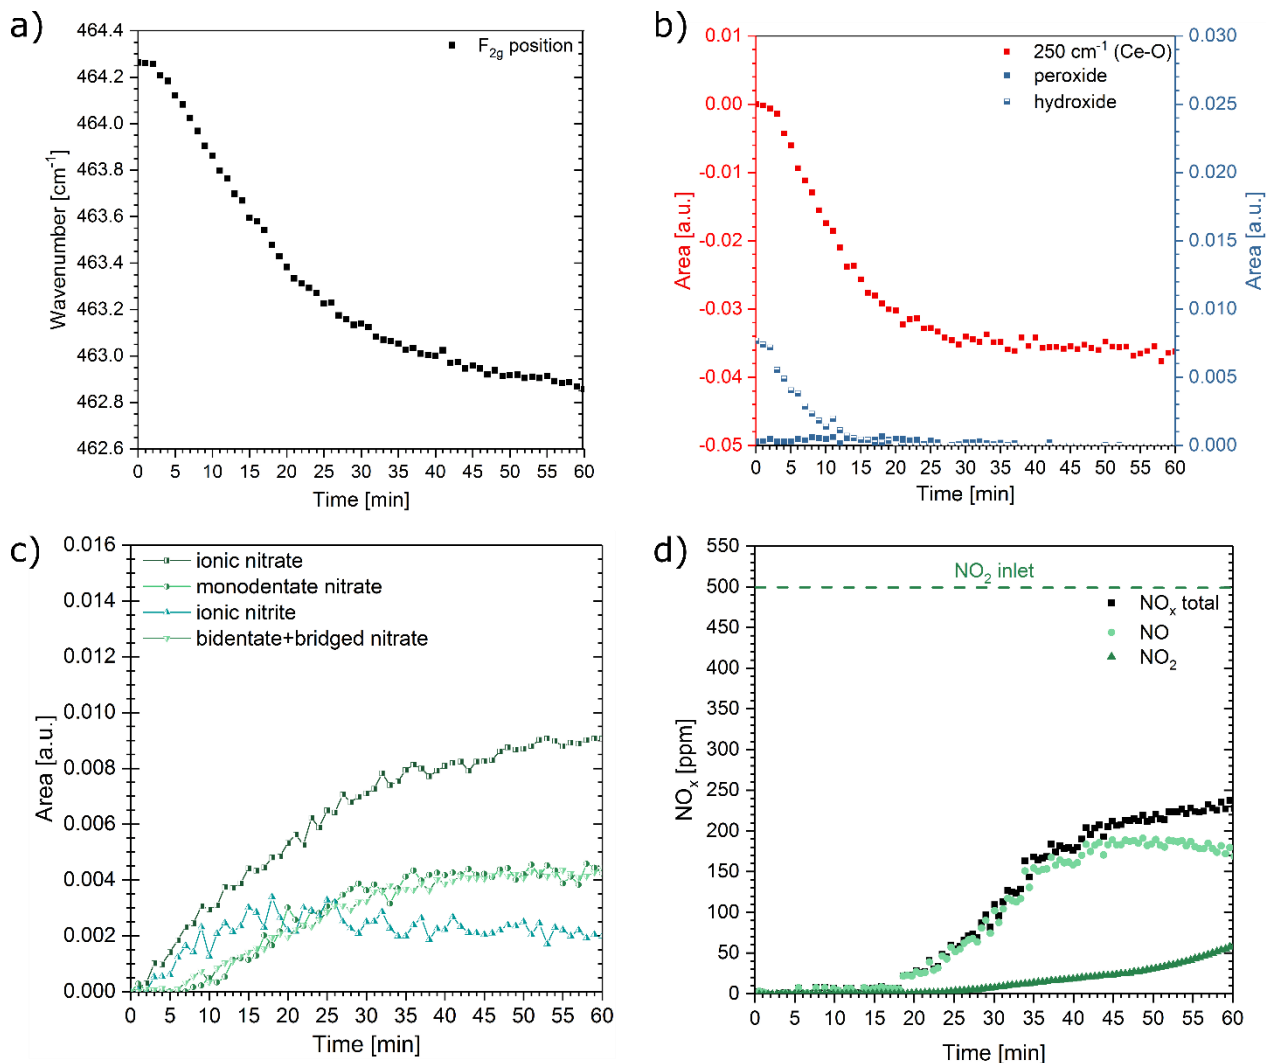 a)
464.4
464.2
464.0
463.8
463.6
463.4
463.2
463.0
462.8
462.6
Wavenumber [cm⁻¹]
F₂g position
0 5 10 15 20 25 30 35 40 45 50 55 60
Time [min]
b)
0.01
0.00
-0.01
-0.02
-0.03
-0.04
-0.05
Area [a.u.]
250 cm⁻¹ (Ce-O)
peroxide
hydroxide
0.030
0.025
0.020
0.015
0.010
0.005
0.000
Area [a.u.]
0 5 10 15 20 25 30 35 40 45 50 55 60
Time [min]
c)
0.016
0.014
0.012
0.010
0.008
0.006
0.004
0.002
0.000
Area [a.u.]
ionic nitrate
monodentate nitrate
ionic nitrite
bidentate+bridged nitrate
0 5 10 15 20 25 30 35 40 45 50 55 60
Time [min]
d)
550
500
450
400
350
300
250
200
150
100
50
0
NOₓ [ppm]
NO₂ inlet
NOₓ total
NO
NO₂
0 5 10 15 20 25 30 35 40 45 50 55 60
Time [min]